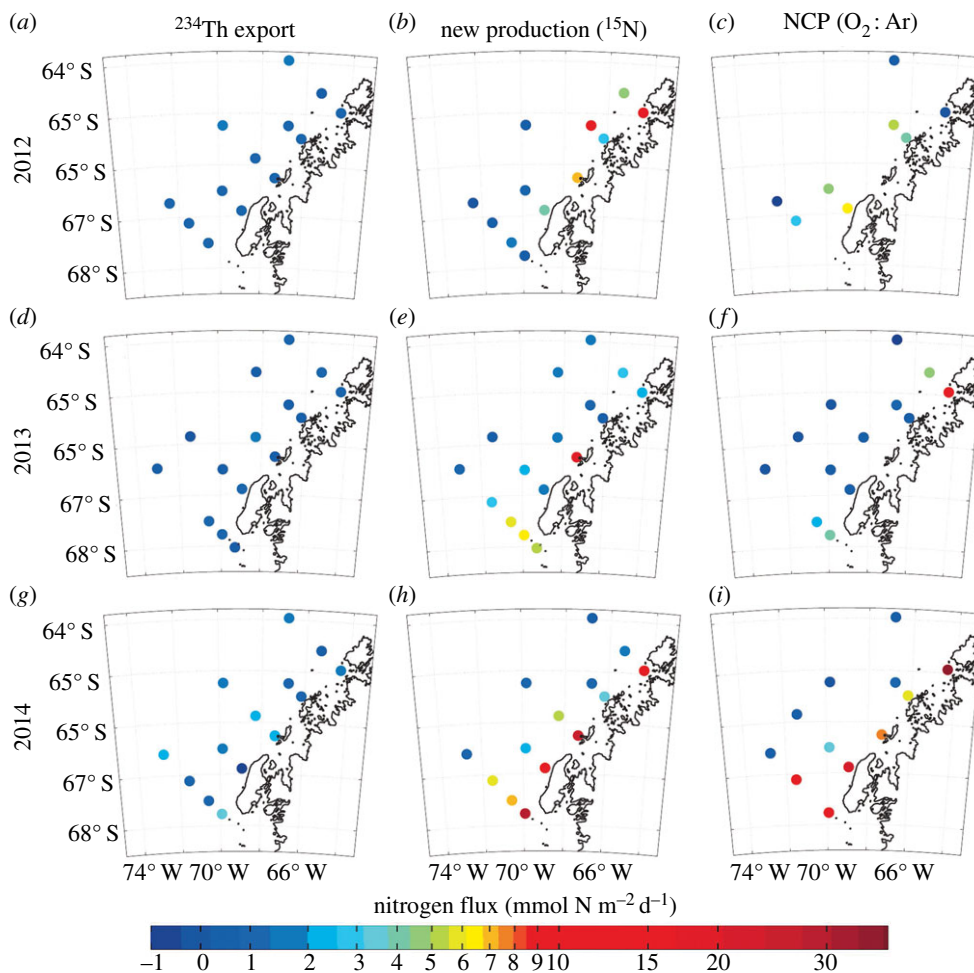 (a) ²³⁴Th export (b) new production (¹⁵N) (c) NCP (O₂ : Ar)
64° S
65° S
2012
65° S
67° S
68° S
(d) (e) (f)
64° S
65° S
2013
65° S
67° S
68° S
(g) (h) (i)
64° S
65° S
2014
65° S
67° S
68° S
74° W 70° W 66° W 74° W 70° W 66° W 74° W 70° W 66° W
nitrogen flux (mmol N m⁻² d⁻¹)
–1 0 1 2 3 4 5 6 7 8 9 10 15 20 30